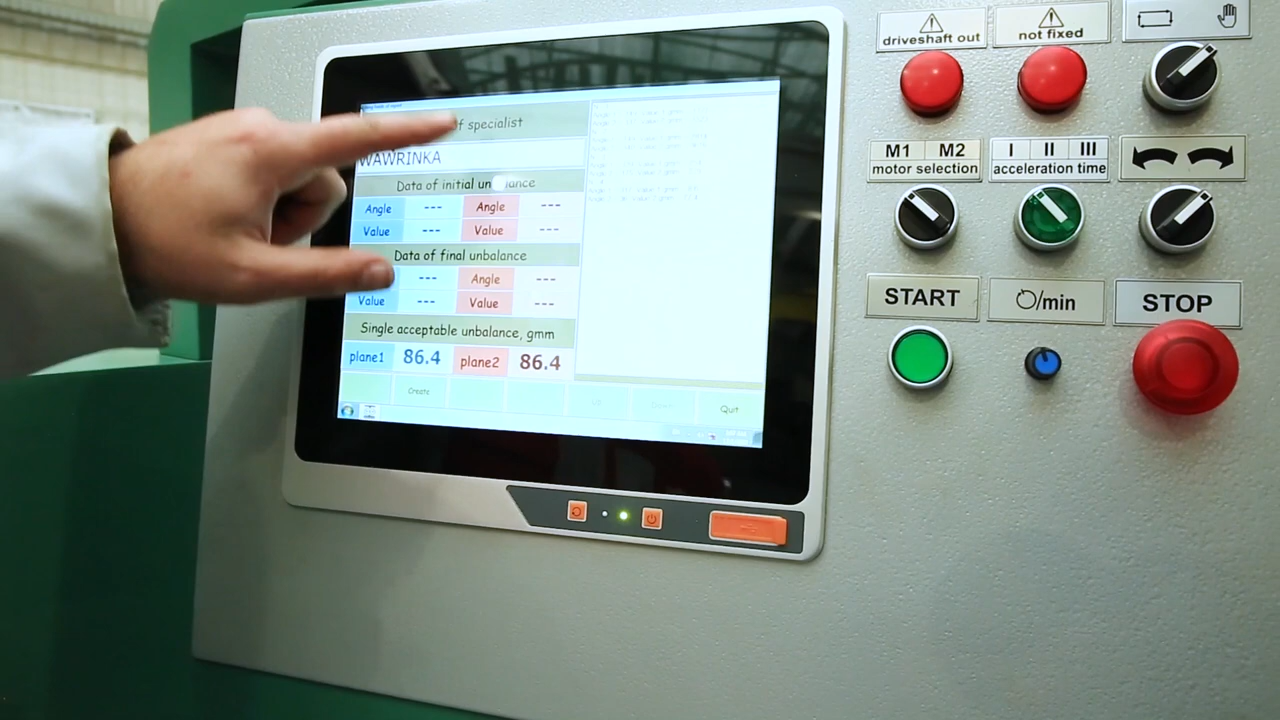 f specialist
WAWRINKA
Data of initial
Angle --- Angle ---
Value --- Value ---
Data of final unbalance
--- Angle ---
Value --- Value ---
Single acceptable unbalance, gmm
plane1 86.4 plane2 86.4
Create
Quit
driveshaft out
not fixed
M1 M2
motor selection
I II III
acceleration time
START
/min
STOP